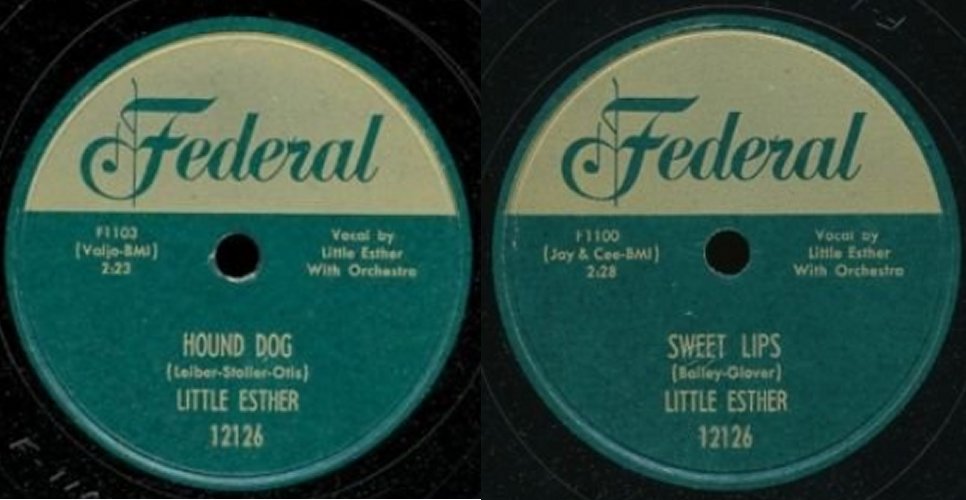 Federal
F1103
(Valjo-BMI)
2:23
Vocal by
Little Esther
With Orchestra
HOUND DOG
(Leiber-Stoller-Otis)
LITTLE ESTHER
12126
Federal
F1100
(Jay & Cee-BMI)
2:28
Vocal by
Little Esther
With Orchestra
SWEET LIPS
(Bailey-Glover)
LITTLE ESTHER
12126